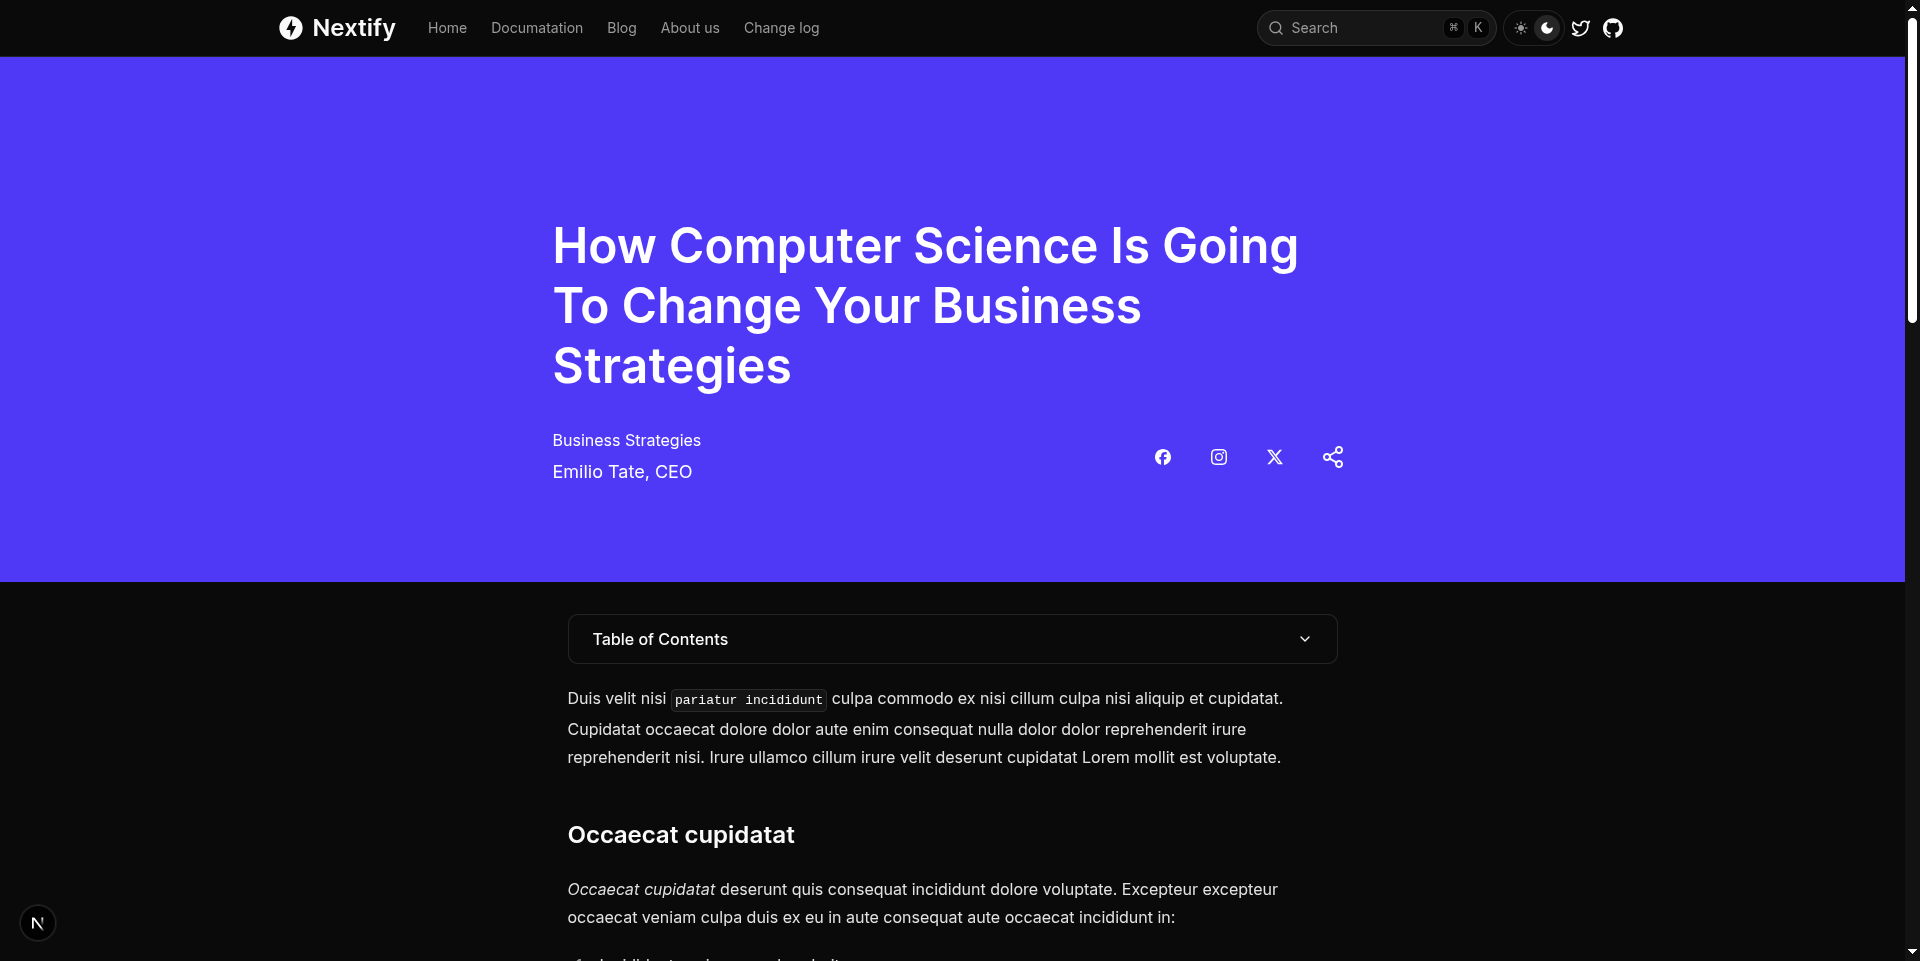 Nextify
Home
Documatation
Blog
About us
Change log
Search
⌘ K
How Computer Science Is Going
To Change Your Business
Strategies
Business Strategies
Emilio Tate, CEO
Table of Contents
Duis velit nisi pariatur incididunt culpa commodo ex nisi cillum culpa nisi aliquip et cupidatat.
Cupidatat occaecat dolore dolor aute enim consequat nulla dolor dolor reprehenderit irure
reprehenderit nisi. Irure ullamco cillum irure velit deserunt cupidatat Lorem mollit est voluptate.
Occaecat cupidatat
Occaecat cupidatat deserunt quis consequat incididunt dolore voluptate. Excepteur excepteur
occaecat veniam culpa duis ex eu in aute consequat aute occaecat incididunt in:
N